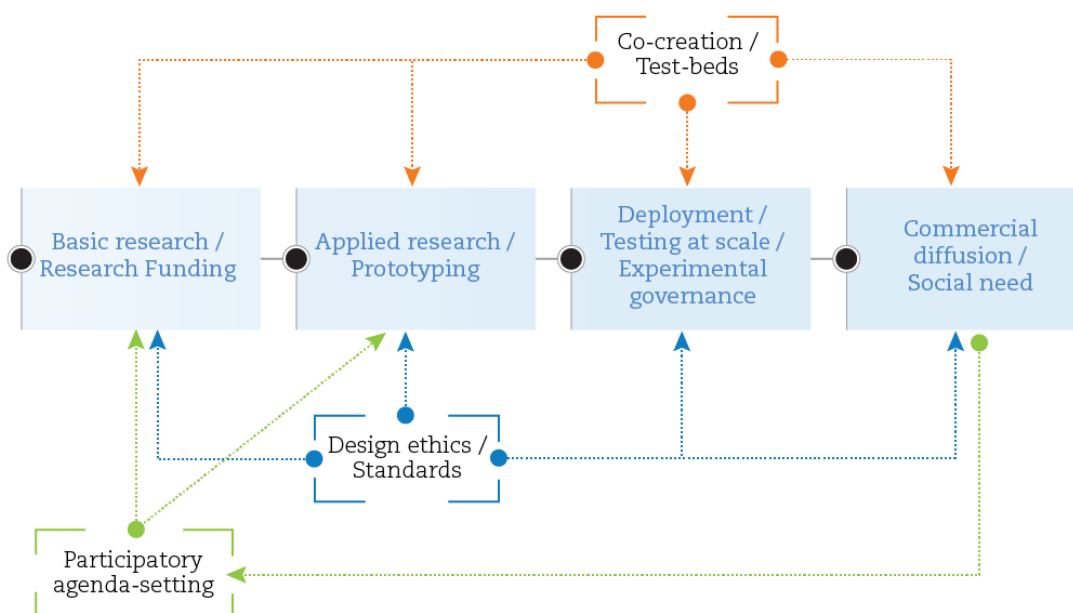 Co-creation /
Test-beds
Basic research /
Research Funding
Applied research /
Prototyping
Deployment /
Testing at scale /
Experimental
governance
Commercial
diffusion /
Social need
Design ethics /
Standards
Participatory
agenda-setting